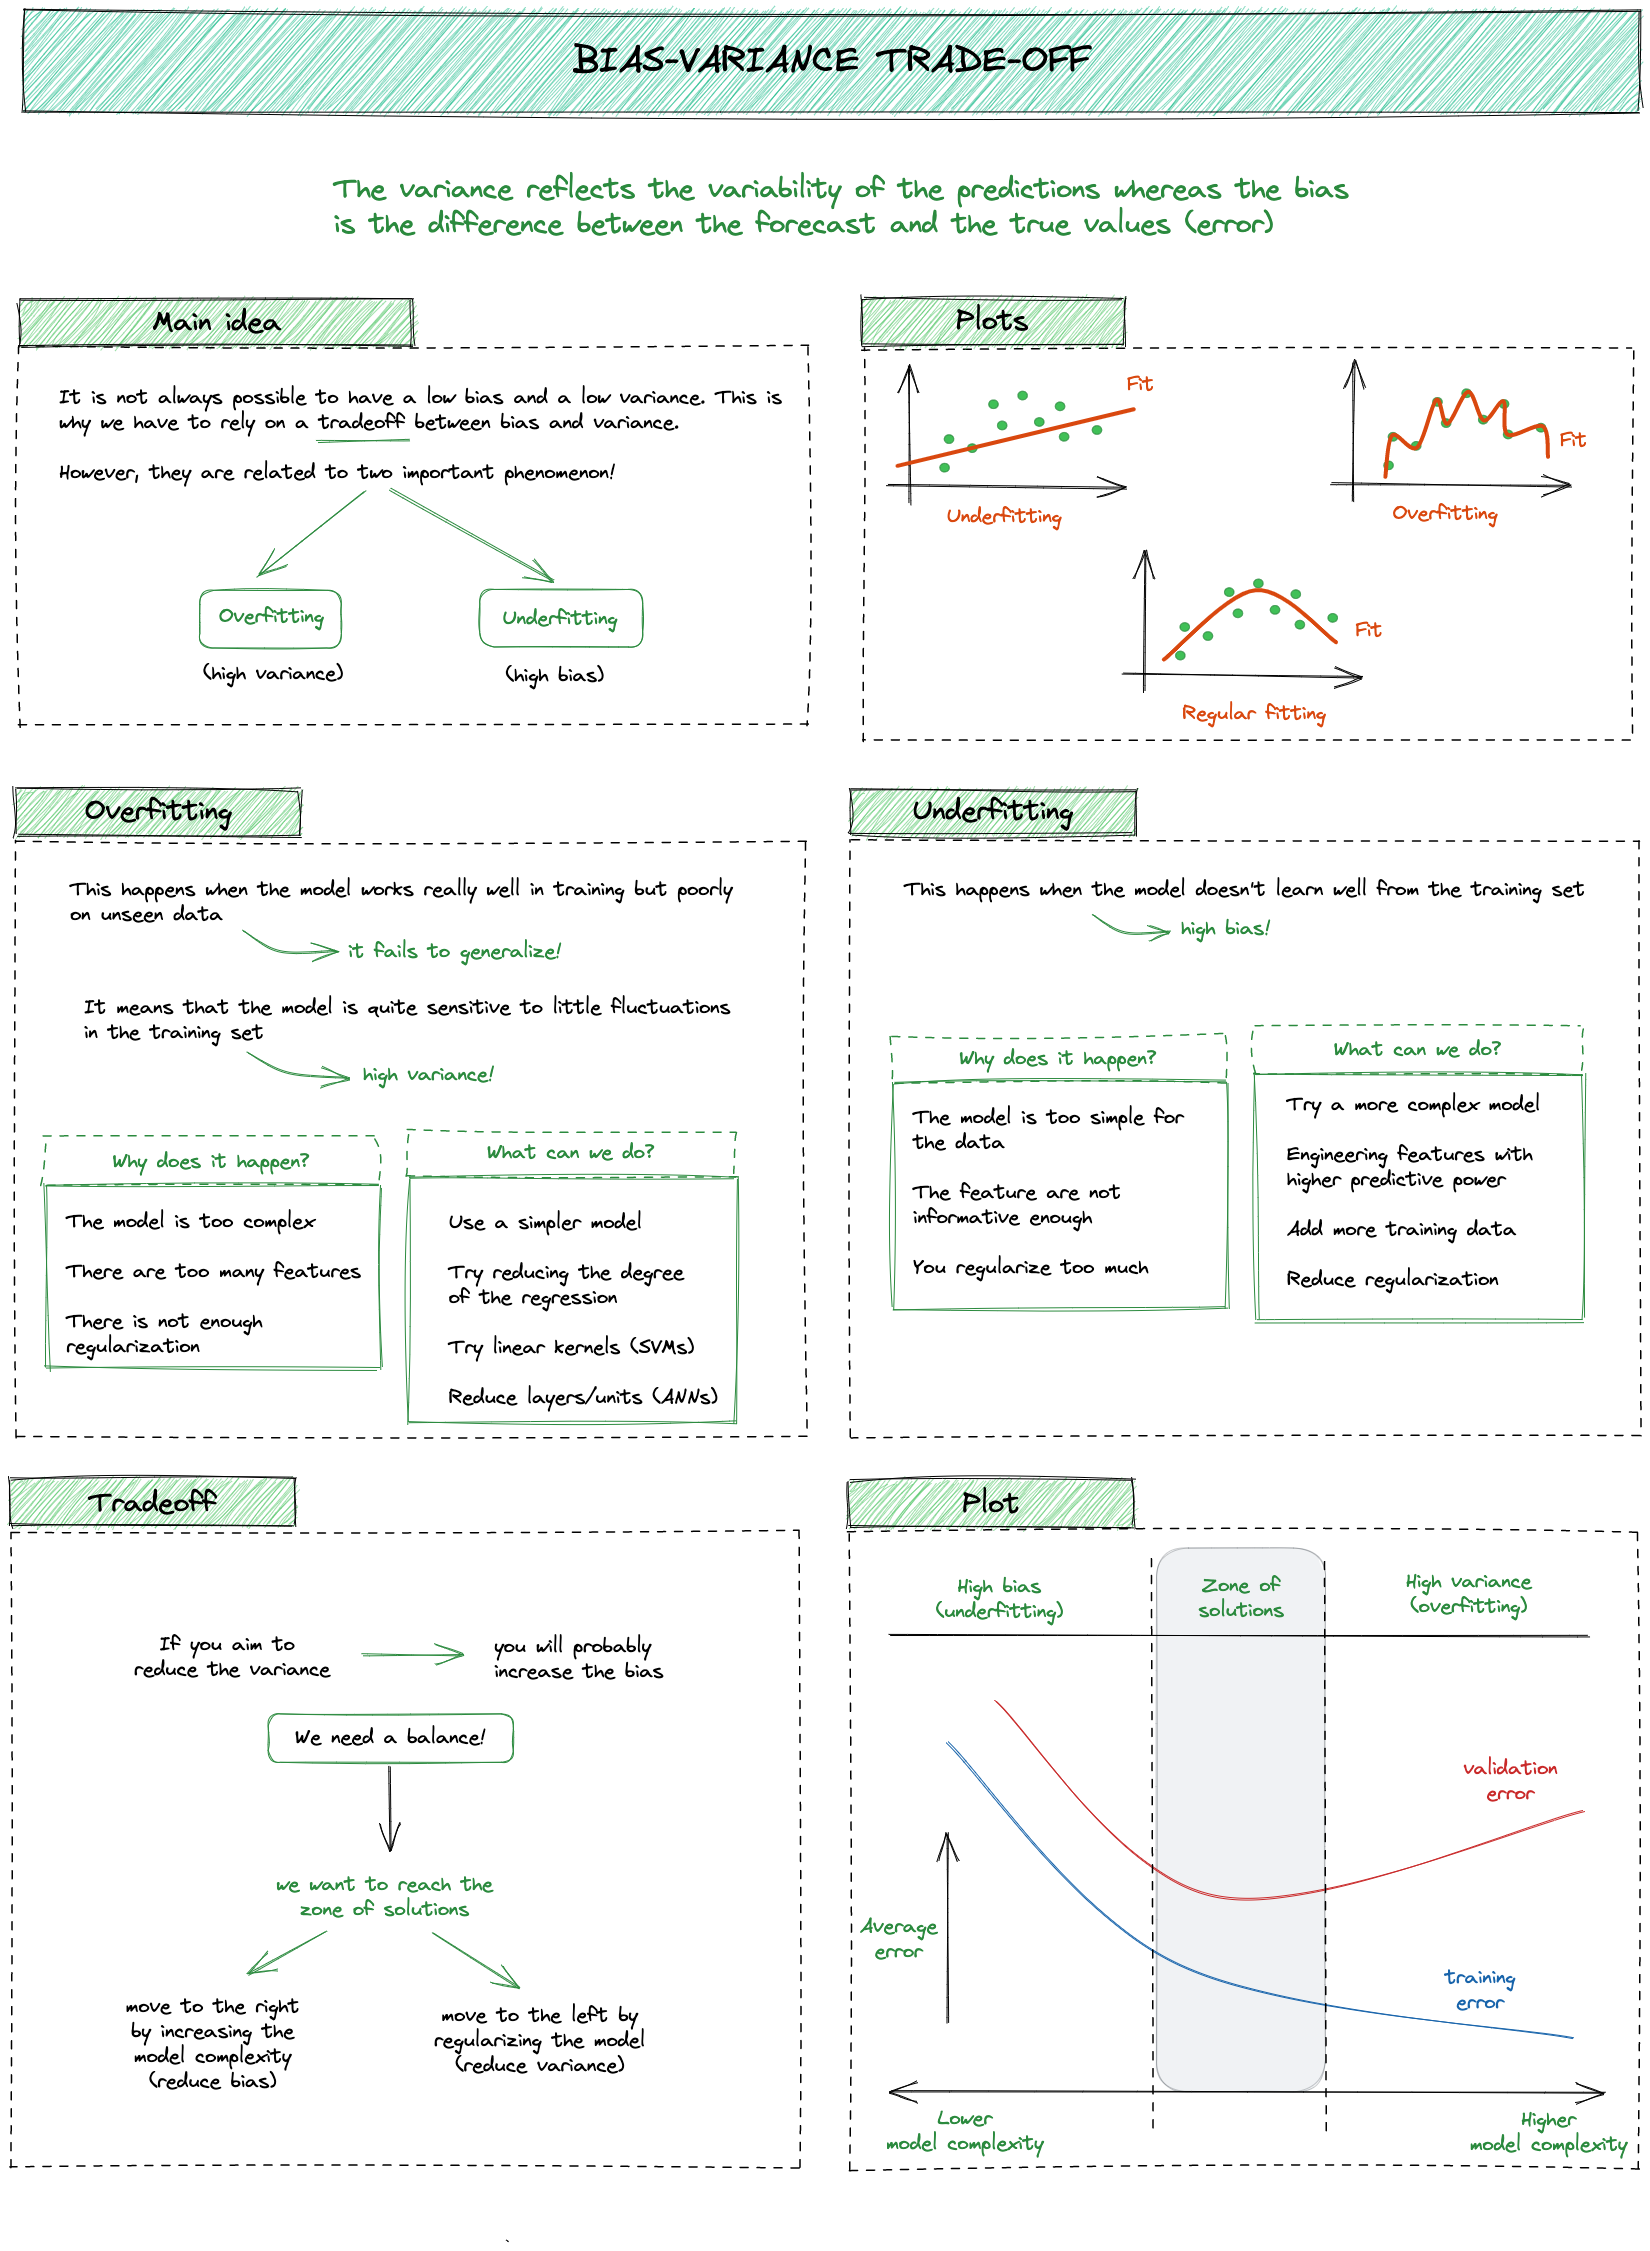 BIAS-VARIANCE TRADE-OFF
The variance reflects the variability of the predictions whereas the bias
is the difference between the forecast and the true values (error)
Main idea
It is not always possible to have a low bias and a low variance. This is
why we have to rely on a tradeoff between bias and variance.
However, they are related to two important phenomenon!
Overfitting
Underfitting
(high variance)
(high bias)
Plots
Fit
Underfitting
Fit
Overfitting
Fit
Regular fitting
Overfitting
This happens when the model works really well in training but poorly
on unseen data
it fails to generalize!
It means that the model is quite sensitive to little fluctuations
in the training set
high variance!
Why does it happen?
The model is too complex
There are too many features
There is not enough
regularization
What can we do?
Use a simpler model
Try reducing the degree
of the regression
Try linear kernels (SVMs)
Reduce layers/units (ANNs)
Underfitting
This happens when the model doesn't learn well from the training set
high bias!
Why does it happen?
The model is too simple for
the data
The feature are not
informative enough
You regularize too much
What can we do?
Try a more complex model
Engineering features with
higher predictive power
Add more training data
Reduce regularization
Tradeoff
If you aim to
reduce the variance
you will probably
increase the bias
We need a balance!
we want to reach the
zone of solutions
move to the right
by increasing the
model complexity
(reduce bias)
move to the left by
regularizing the model
(reduce variance)
Plot
High bias
(underfitting)
Zone of
solutions
High variance
(overfitting)
validation
error
Average
error
training
error
Lower
model complexity
Higher
model complexity